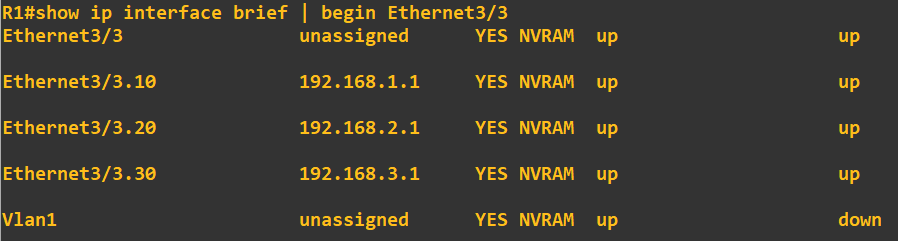 R1#show ip interface brief | begin Ethernet3/3
Ethernet3/3 unassigned YES NVRAM up up
Ethernet3/3.10 192.168.1.1 YES NVRAM up up
Ethernet3/3.20 192.168.2.1 YES NVRAM up up
Ethernet3/3.30 192.168.3.1 YES NVRAM up up
Vlan1 unassigned YES NVRAM up down